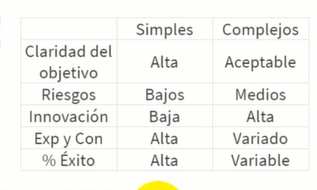 Simples Complejos
Claridad del objetivo Alta Aceptable
Riesgos Bajos Medios
Innovación Baja Alta
Exp y Con Alta Variado
% Éxito Alta Variable